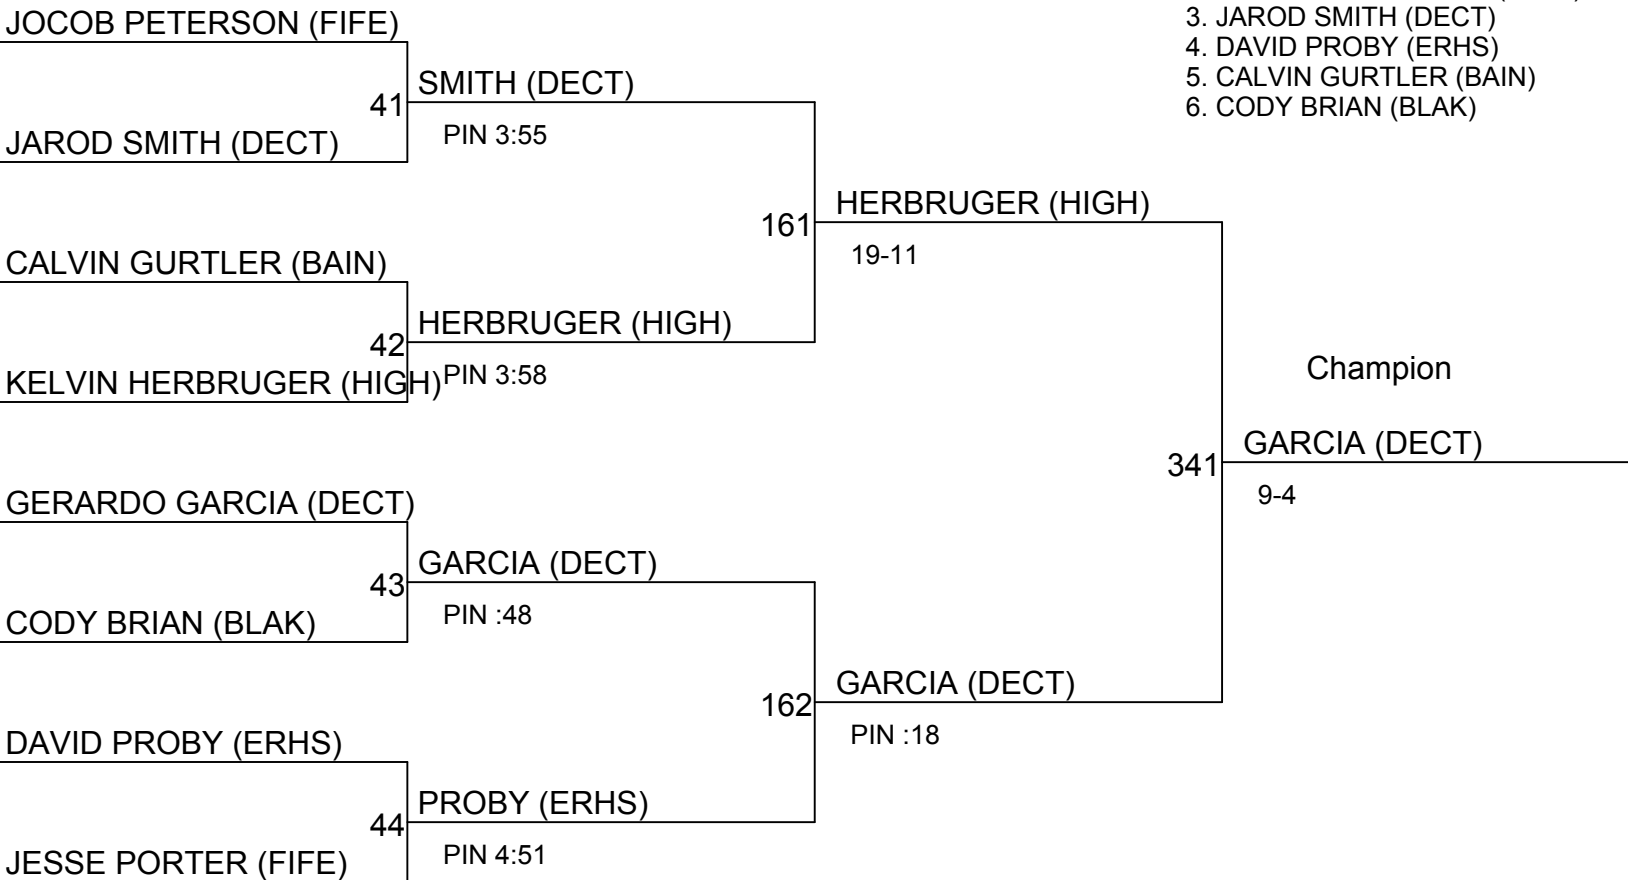 JOCOB PETERSON (FIFE)
3. JAROD SMITH (DECT)
4. DAVID PROBY (ERHS)
5. CALVIN GURTLER (BAIN)
6. CODY BRIAN (BLAK)
41
SMITH (DECT)
PIN 3:55
JAROD SMITH (DECT)
161
HERBRUGER (HIGH)
19-11
CALVIN GURTLER (BAIN)
42
HERBRUGER (HIGH)
PIN 3:58
KELVIN HERBRUGER (HIGH)
Champion
341
GARCIA (DECT)
9-4
GERARDO GARCIA (DECT)
43
GARCIA (DECT)
PIN :48
CODY BRIAN (BLAK)
162
GARCIA (DECT)
PIN :18
DAVID PROBY (ERHS)
44
PROBY (ERHS)
PIN 4:51
JESSE PORTER (FIFE)